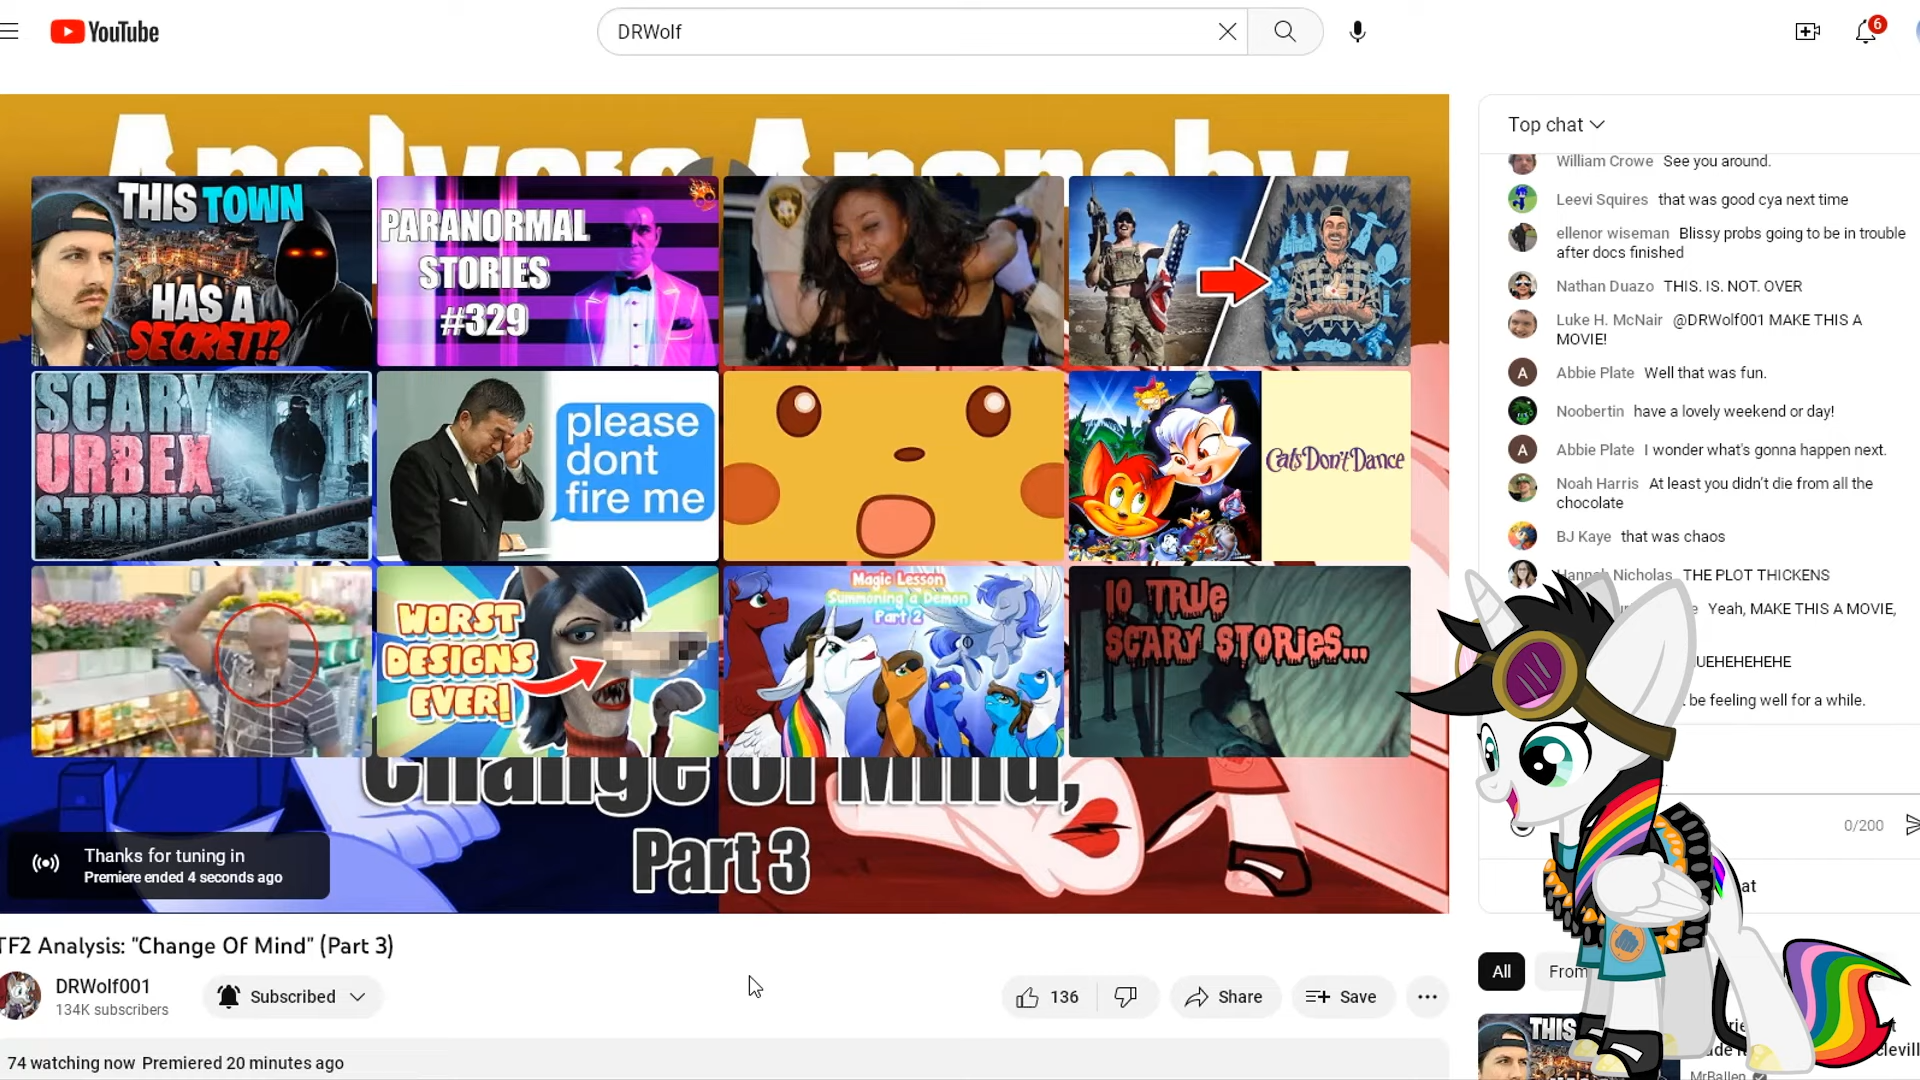 YouTube
DRWolf
6
Analysis Anarchy
THIS TOWN
HAS A
SECRET!?
PARANORMAL
STORIES
#329
SCARY
URBEX
STORIES
please
dont
fire me
Cats Don't Dance
WORST
DESIGNS
EVER!
Magic Lesson
Summoning a Demon
Part 2
10 TRUE
SCARY STORIES...
Change Of Mind,
Part 3
Thanks for tuning in
Premiere ended 4 seconds ago
TF2 Analysis: "Change Of Mind" (Part 3)
DRWolf001
134K subscribers
Subscribed
136
Share
Save
74 watching now Premiered 20 minutes ago
Top chat
William Crowe See you around.
Leevi Squires that was good cya next time
ellenor wiseman Blissy probs going to be in trouble
after docs finished
Nathan Duazo THIS. IS. NOT. OVER
Luke H. McNair @DRWolf001 MAKE THIS A
MOVIE!
A Abbie Plate Well that was fun.
Noobertin have a lovely weekend or day!
A Abbie Plate I wonder what's gonna happen next.
Noah Harris At least you didn't die from all the
chocolate
BJ Kaye that was chaos
Hannah Nicholas THE PLOT THICKENS
Yeah, MAKE THIS A MOVIE,
UEHEHEHEHE
be feeling well for a while.
0/200
at
All
From
THIS
MrBallen